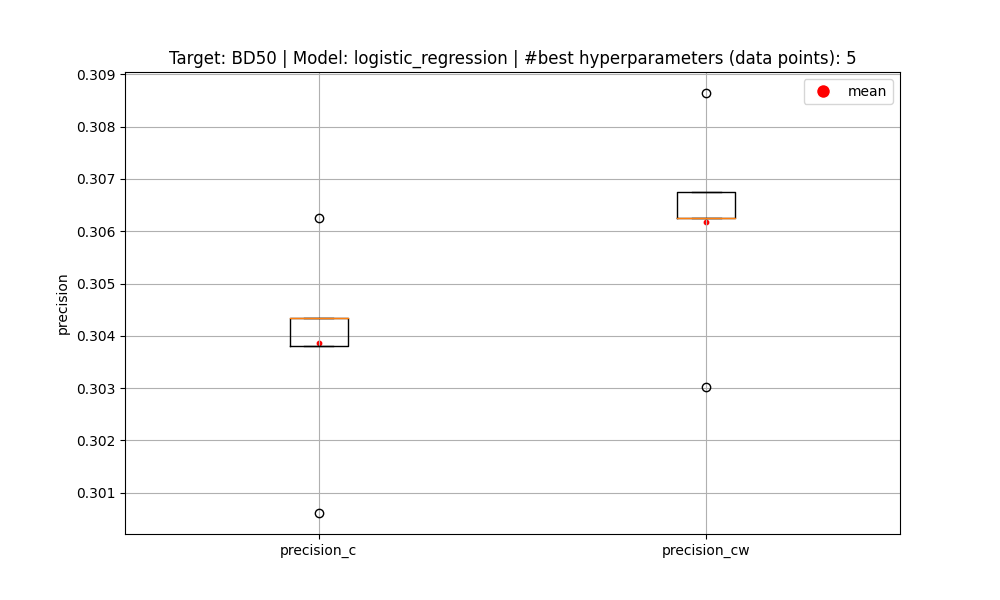 Target: BD50 | Model: logistic_regression | #best hyperparameters (data points): 5
mean
0.309
0.308
0.307
0.306
0.305
0.304
0.303
0.302
0.301
precision
precision_c
precision_cw